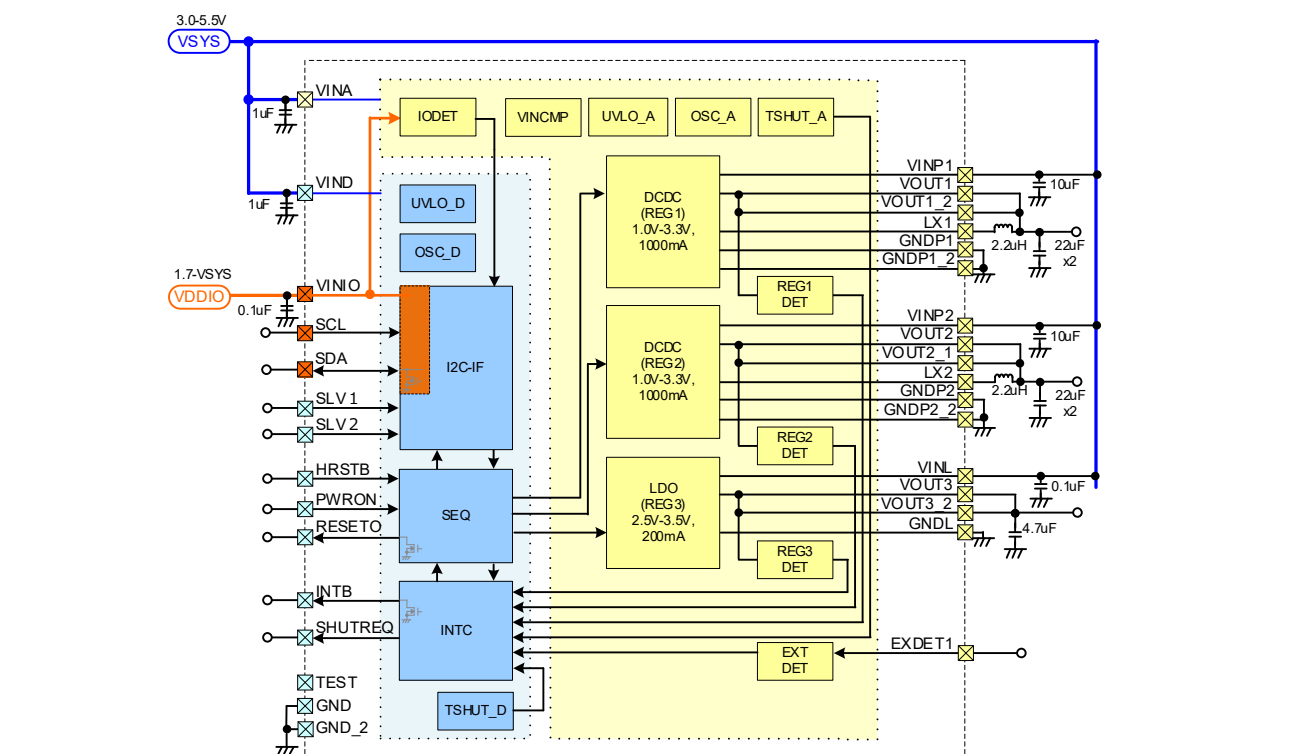 3.0-5.5V
VSYS
VINA
1uF
IODET
VINCMP
UVLO_A
OSC_A
TSHUT_A
VIND
1uF
UVLO_D
OSC_D
1.7-VSYS
VDDIO
VINIO
0.1uF
SCL
SDA
SLV1
SLV2
I2C-IF
HRSTB
PWRON
RESETO
SEQ
INTB
SHUTREQ
INTC
TEST
GND
GND_2
TSHUT_D
DCDC
(REG1)
1.0V-3.3V,
1000mA
VINP1
VOUT1
VOUT1_2
LX1
GNDP1
GNDP1_2
10uF
2.2uH
22uF
x2
REG1
DET
DCDC
(REG2)
1.0V-3.3V,
1000mA
VINP2
VOUT2
VOUT2_1
LX2
GNDP2
GNDP2_2
10uF
2.2uH
22uF
x2
REG2
DET
LDO
(REG3)
2.5V-3.5V,
200mA
VINL
VOUT3
VOUT3_2
GNDL
0.1uF
4.7uF
REG3
DET
EXT
DET
EXDET1